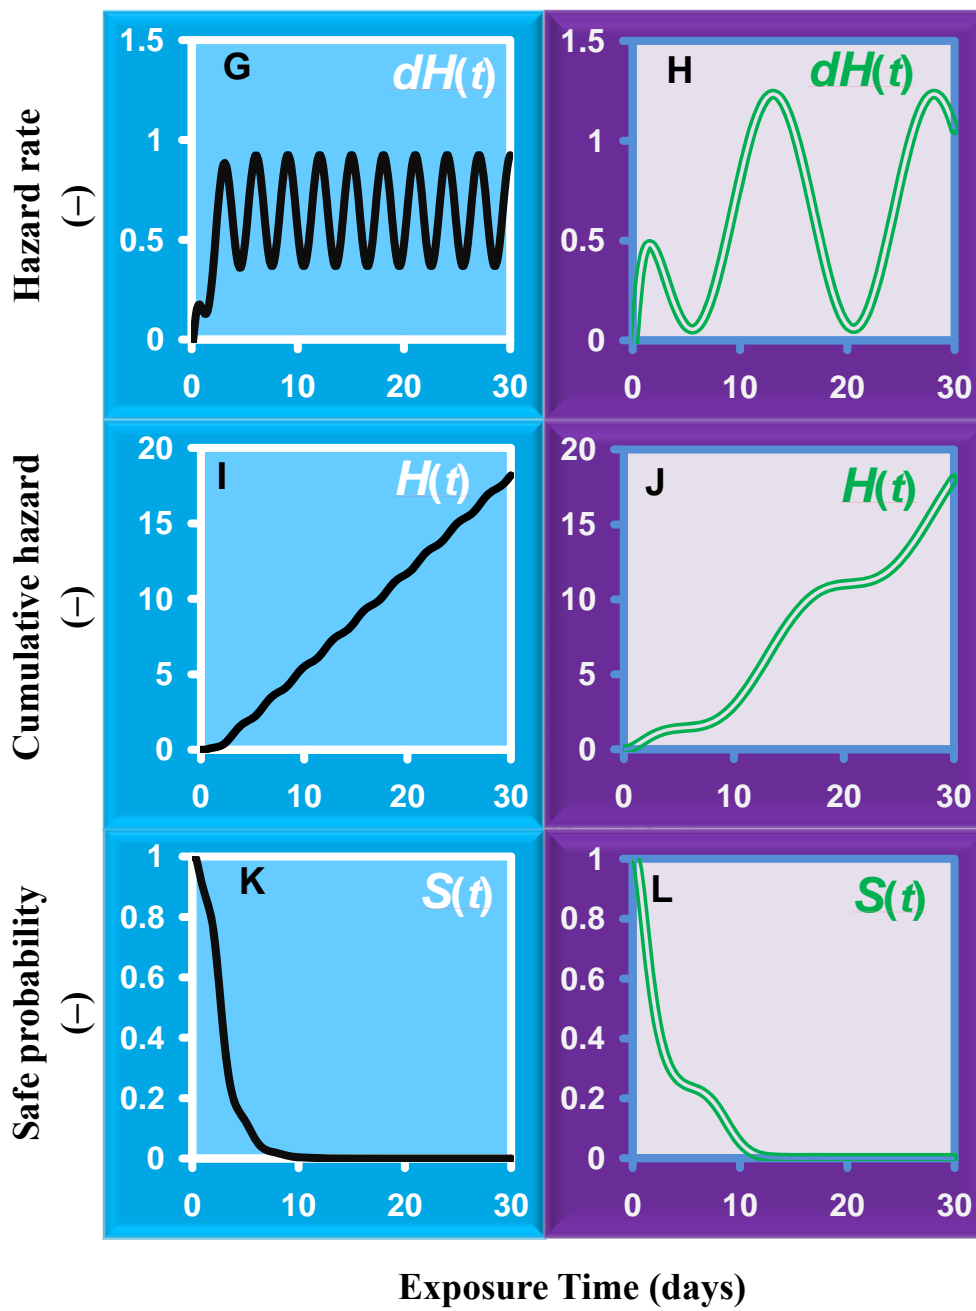 Hazard rate
(–)
G
dH(t)
1.5
1
0.5
0
0 10 20 30
H
dH(t)
1.5
1
0.5
0
0 10 20 30
Cumulative hazard
(–)
I
H(t)
20
15
10
5
0
0 10 20 30
J
H(t)
20
15
10
5
0
0 10 20 30
Safe probability
(–)
K
S(t)
1
0.8
0.6
0.4
0.2
0
0 10 20 30
L
S(t)
1
0.8
0.6
0.4
0.2
0
0 10 20 30
Exposure Time (days)